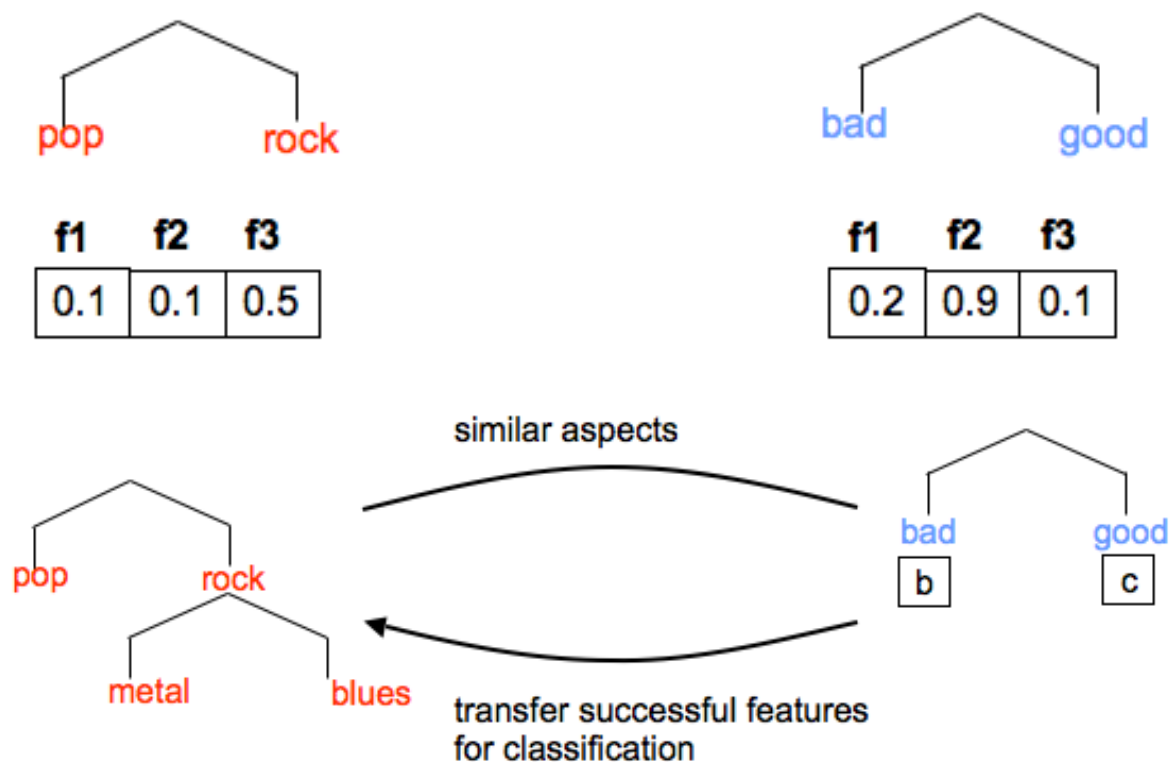 pop rock
bad good
f1 f2 f3
0.1 0.1 0.5
f1 f2 f3
0.2 0.9 0.1
similar aspects
pop rock
metal blues
bad good
b c
transfer successful features
for classification